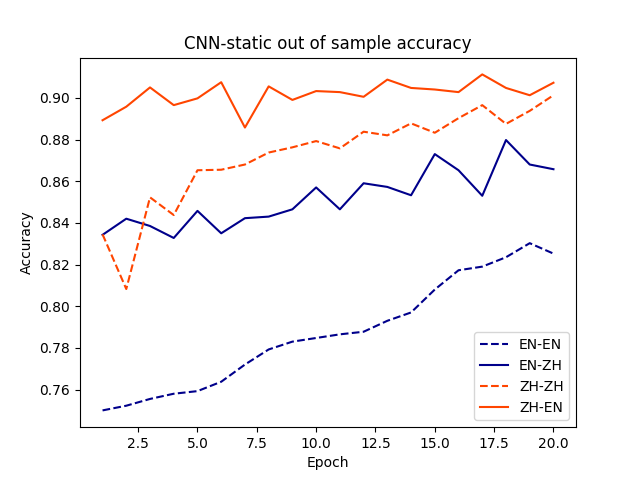 CNN-static out of sample accuracy
Accuracy
0.90
0.88
0.86
0.84
0.82
0.80
0.78
0.76
2.5 5.0 7.5 10.0 12.5 15.0 17.5 20.0
Epoch
EN-EN
EN-ZH
ZH-ZH
ZH-EN